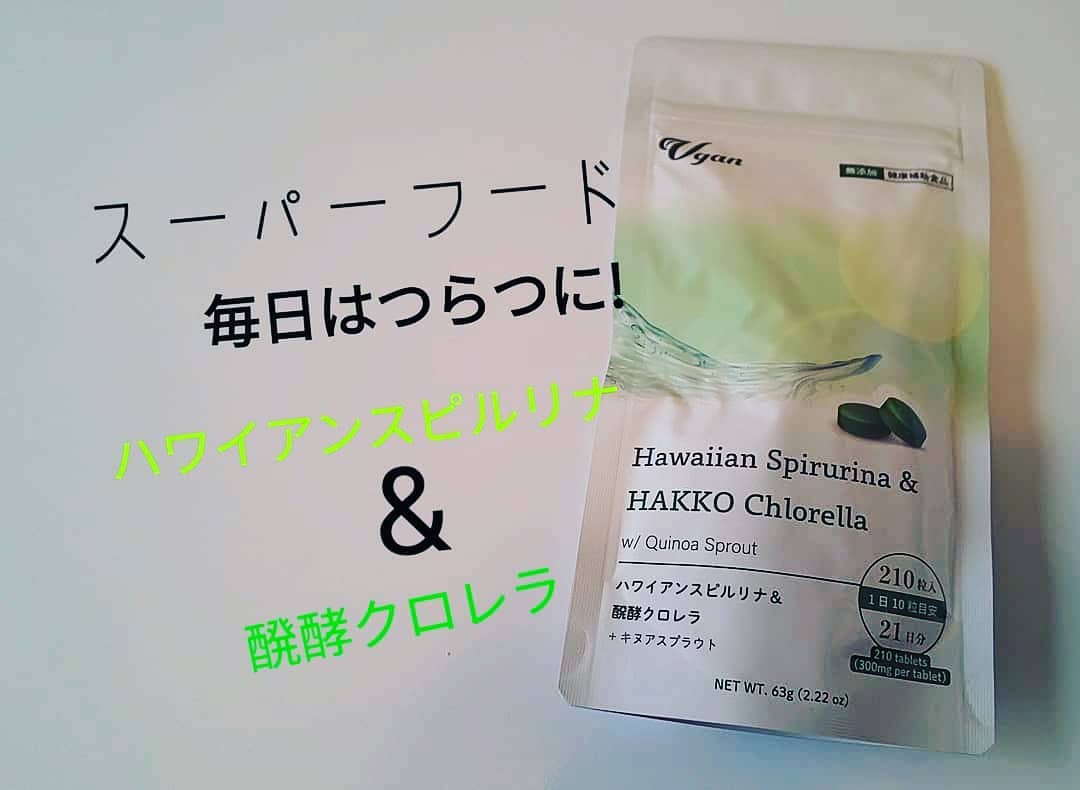 スーパーフード
毎日はつらつに!
ハワイアンスピルリナ
&
醗酵クロレラ
Vgan
無添加 健康補助食品
Hawaiian Spirurina &
HAKKO Chlorella
w/ Quinoa Sprout
ハワイアンスピルリナ&
醗酵クロレラ
+ キヌアスプラウト
210粒入
1日10粒目安
21日分
210 tablets
(300mg per tablet)
NET WT. 63g (2.22 oz)